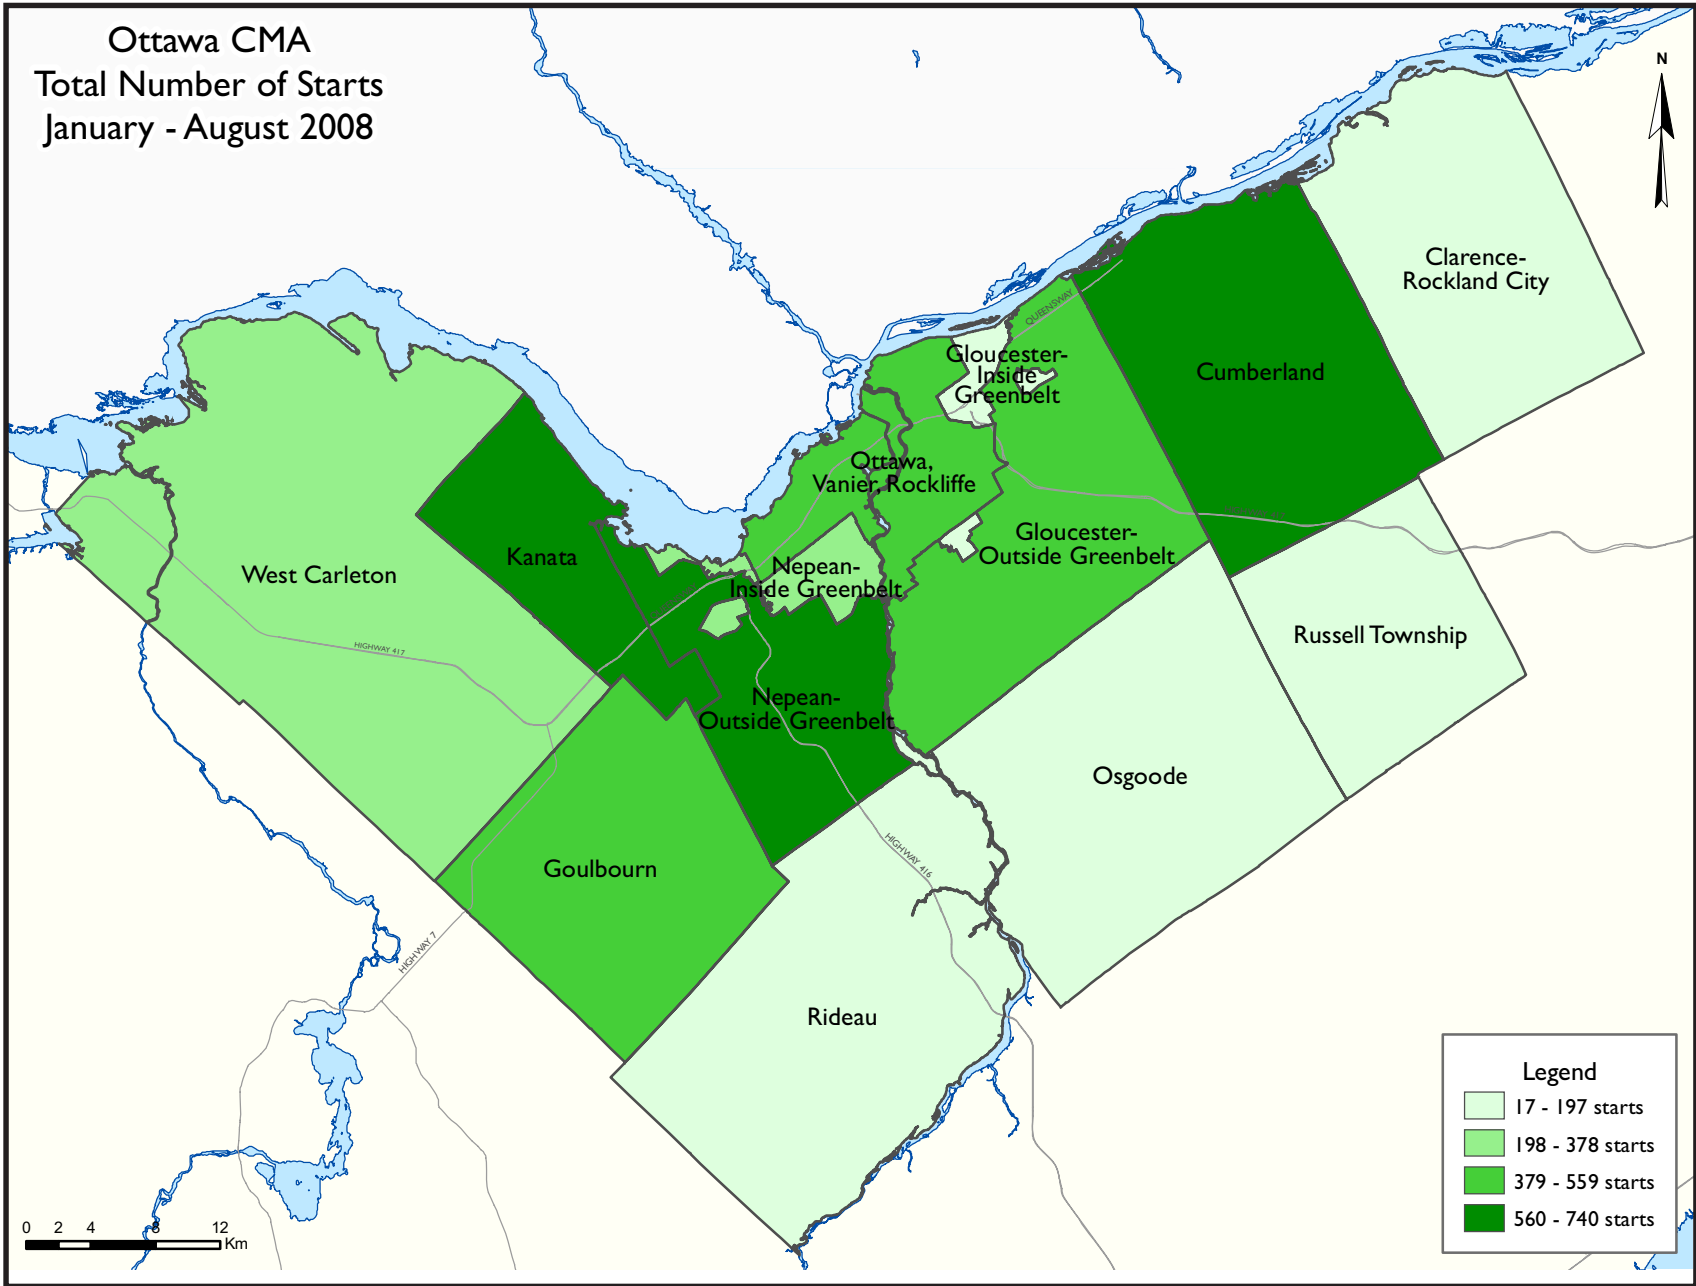 Ottawa CMA
Total Number of Starts
January - August 2008
N
Clarence-
Rockland City
QUEENSWAY
Gloucester-
Inside
Greenbelt
Cumberland
Ottawa,
Vanier, Rockliffe
Gloucester-
Outside Greenbelt
Kanata
West Carleton
Nepean-
Inside Greenbelt
HIGHWAY 417
Russell Township
Nepean-
Outside Greenbelt
Osgoode
Goulbourn
HIGHWAY 416
HIGHWAY 7
Rideau
Legend
17 - 197 starts
198 - 378 starts
379 - 559 starts
560 - 740 starts
0 2 4 8 12
Km